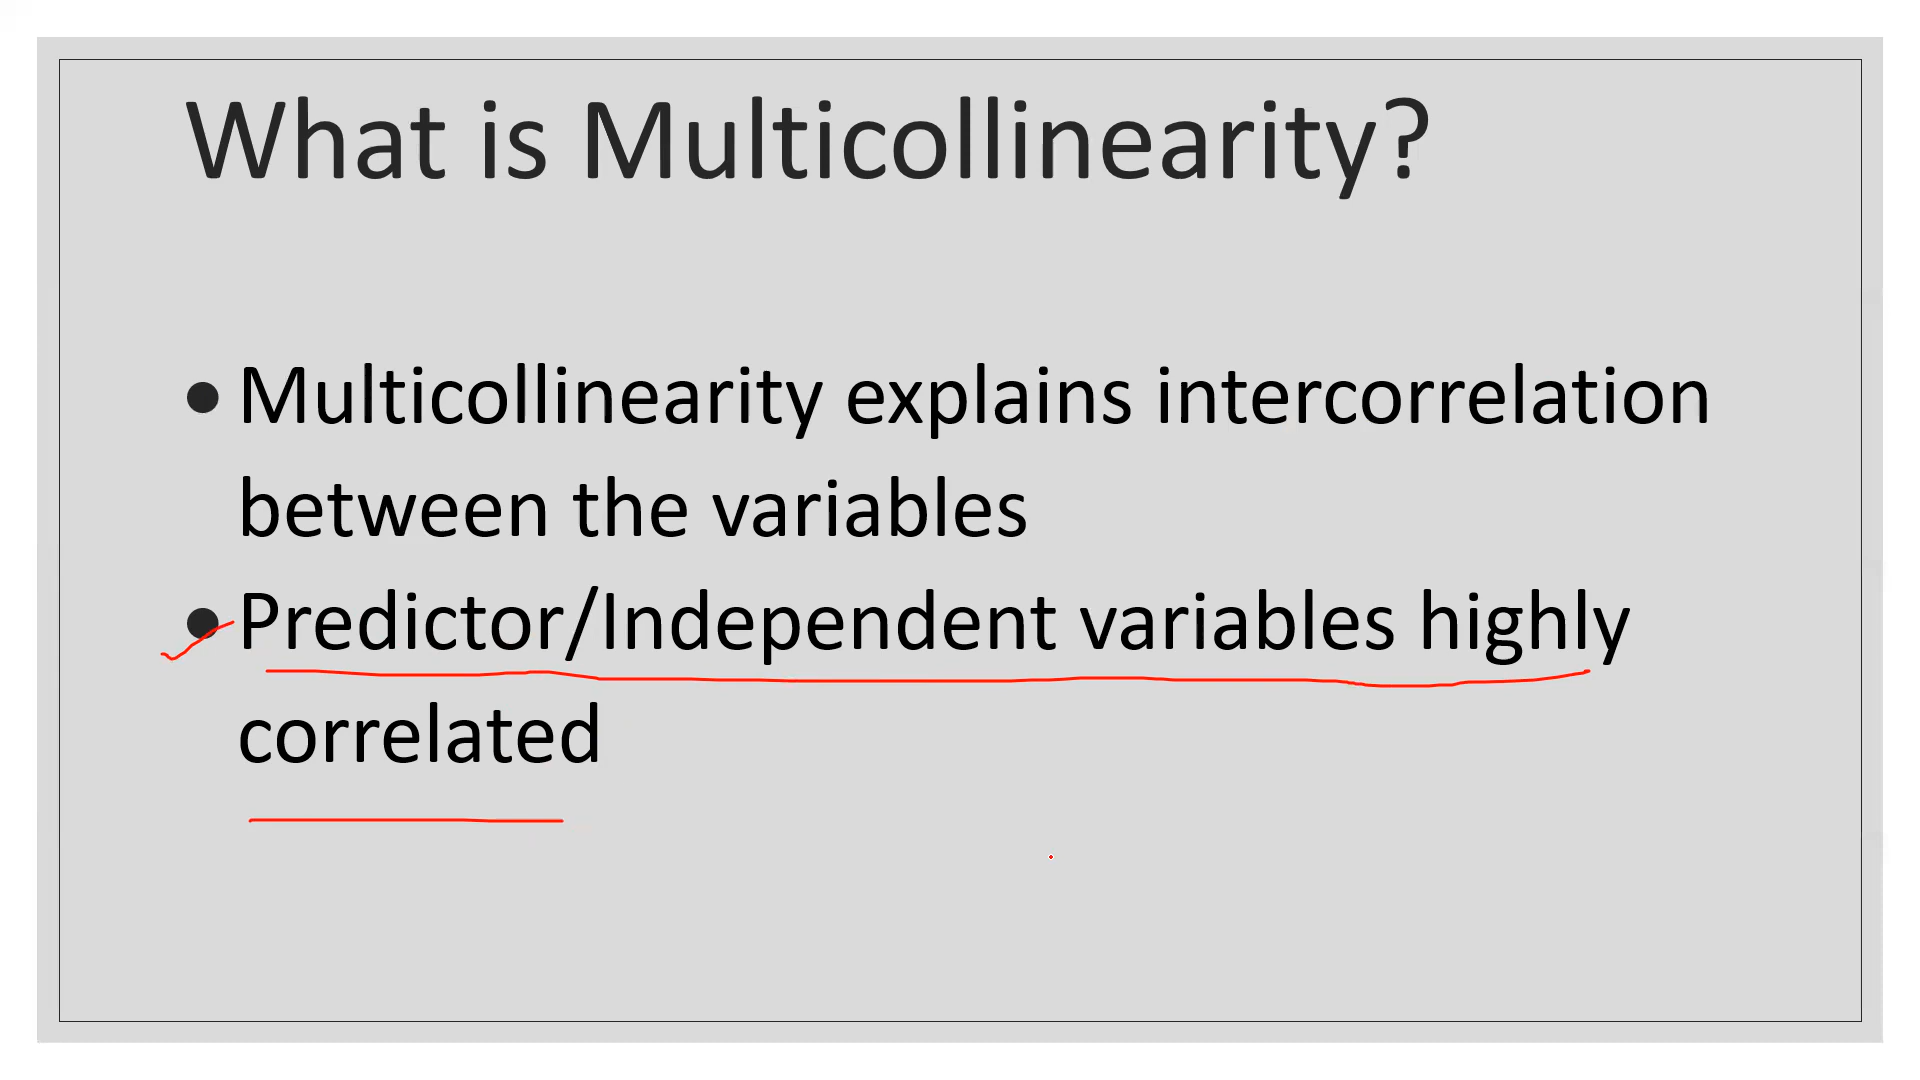 What is Multicollinearity?
• Multicollinearity explains intercorrelation
between the variables
• Predictor/Independent variables highly
correlated